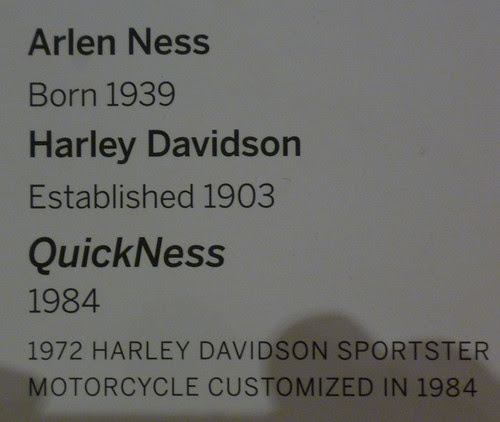 Arlen Ness
Born 1939
Harley Davidson
Established 1903
QuickNess
1984
1972 HARLEY DAVIDSON SPORTSTER
MOTORCYCLE CUSTOMIZED IN 1984